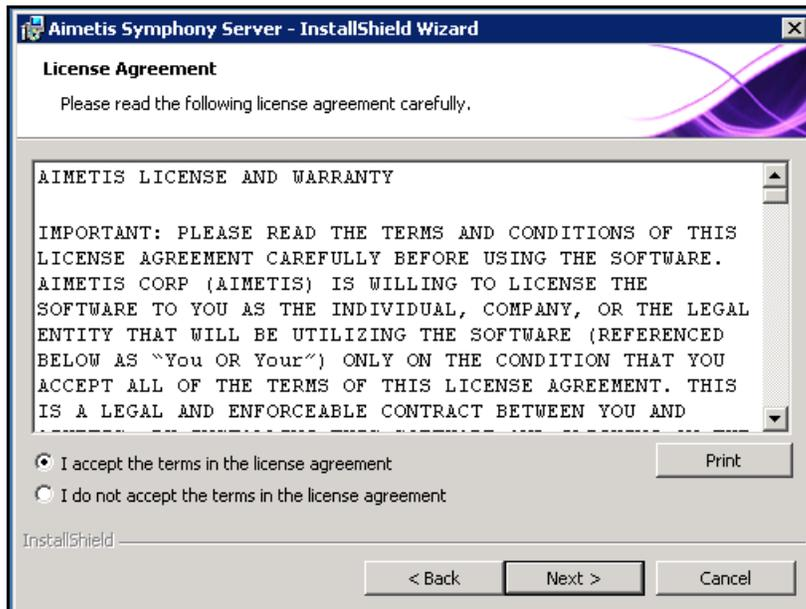 Aimetis Symphony Server - InstallShield Wizard
License Agreement
Please read the following license agreement carefully.
AIMETIS LICENSE AND WARRANTY
IMPORTANT: PLEASE READ THE TERMS AND CONDITIONS OF THIS
LICENSE AGREEMENT CAREFULLY BEFORE USING THE SOFTWARE.
AIMETIS CORP (AIMETIS) IS WILLING TO LICENSE THE
SOFTWARE TO YOU AS THE INDIVIDUAL, COMPANY, OR THE LEGAL
ENTITY THAT WILL BE UTILIZING THE SOFTWARE (REFERENCED
BELOW AS “You OR Your”) ONLY ON THE CONDITION THAT YOU
ACCEPT ALL OF THE TERMS OF THIS LICENSE AGREEMENT. THIS
IS A LEGAL AND ENFORCEABLE CONTRACT BETWEEN YOU AND
I accept the terms in the license agreement
Print
I do not accept the terms in the license agreement
InstallShield
< Back
Next >
Cancel